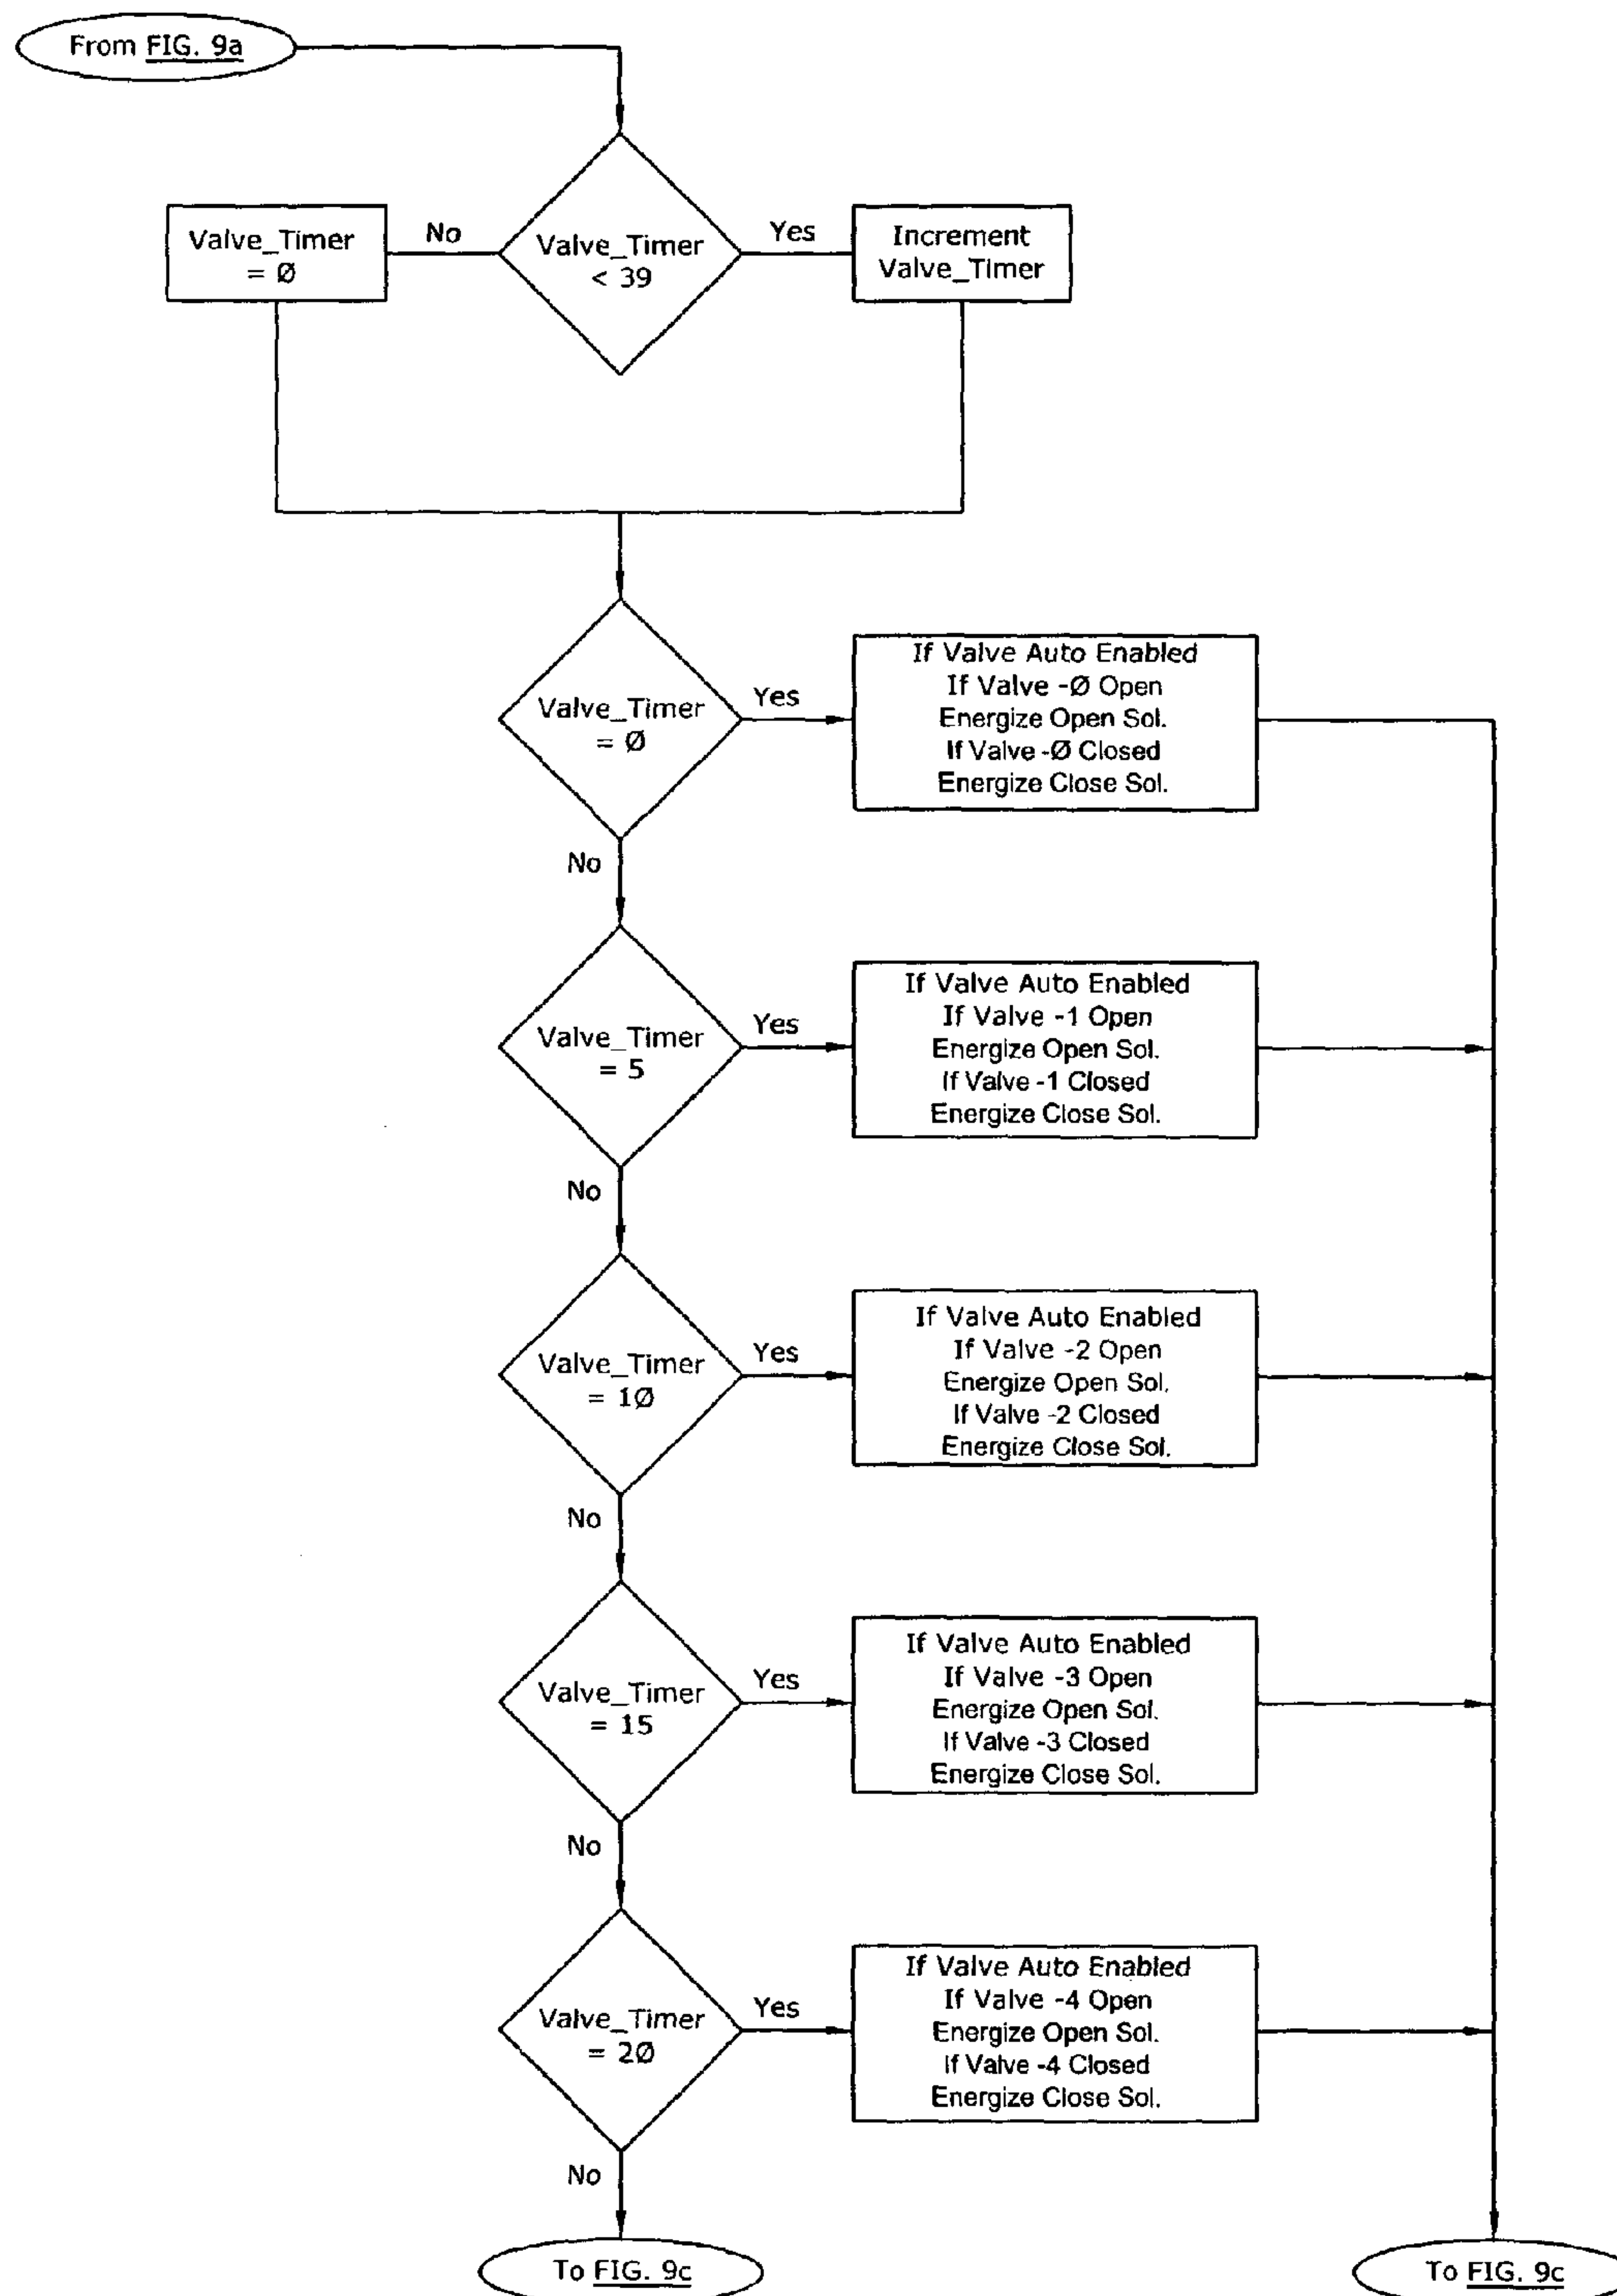 From FIG. 9a
Valve_Timer
= Ø
No
Valve_Timer
< 39
Yes
Increment
Valve_Timer
Valve_Timer
= Ø
Yes
If Valve Auto Enabled
If Valve -Ø Open
Energize Open Sol.
If Valve -Ø Closed
Energize Close Sol.
No
Valve_Timer
= 5
Yes
If Valve Auto Enabled
If Valve -1 Open
Energize Open Sol.
If Valve -1 Closed
Energize Close Sol.
No
Valve_Timer
= 1Ø
Yes
If Valve Auto Enabled
If Valve -2 Open
Energize Open Sol.
If Valve -2 Closed
Energize Close Sol.
No
Valve_Timer
= 15
Yes
If Valve Auto Enabled
If Valve -3 Open
Energize Open Sol.
If Valve -3 Closed
Energize Close Sol.
No
Valve_Timer
= 2Ø
Yes
If Valve Auto Enabled
If Valve -4 Open
Energize Open Sol.
If Valve -4 Closed
Energize Close Sol.
No
To FIG. 9c
To FIG. 9c